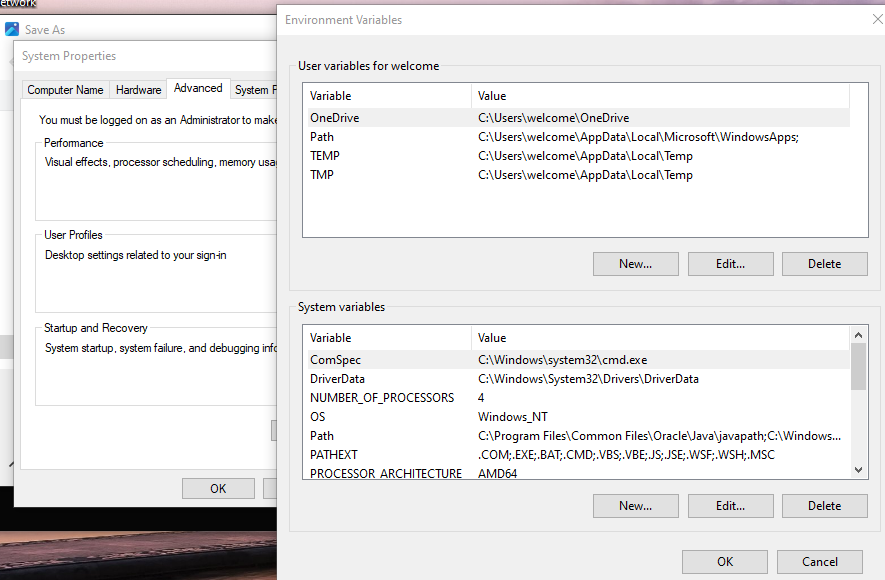 etwork
Save As
System Properties
Computer Name
Hardware
Advanced
System P
You must be logged on as an Administrator to make
Performance
Visual effects, processor scheduling, memory usa
User Profiles
Desktop settings related to your sign-in
Startup and Recovery
System startup, system failure, and debugging info
OK
Environment Variables
User variables for welcome
Variable Value
OneDrive C:\Users\welcome\OneDrive
Path C:\Users\welcome\AppData\Local\Microsoft\WindowsApps;
TEMP C:\Users\welcome\AppData\Local\Temp
TMP C:\Users\welcome\AppData\Local\Temp
New... Edit... Delete
System variables
Variable Value
ComSpec C:\Windows\system32\cmd.exe
DriverData C:\Windows\System32\Drivers\DriverData
NUMBER_OF_PROCESSORS 4
OS Windows_NT
Path C:\Program Files\Common Files\Oracle\Java\javapath;C:\Windows...
PATHEXT .COM;.EXE;.BAT;.CMD;.VBS;.VBE;.JS;.JSE;.WSF;.WSH;.MSC
PROCESSOR_ARCHITECTURE AMD64
New... Edit... Delete
OK Cancel